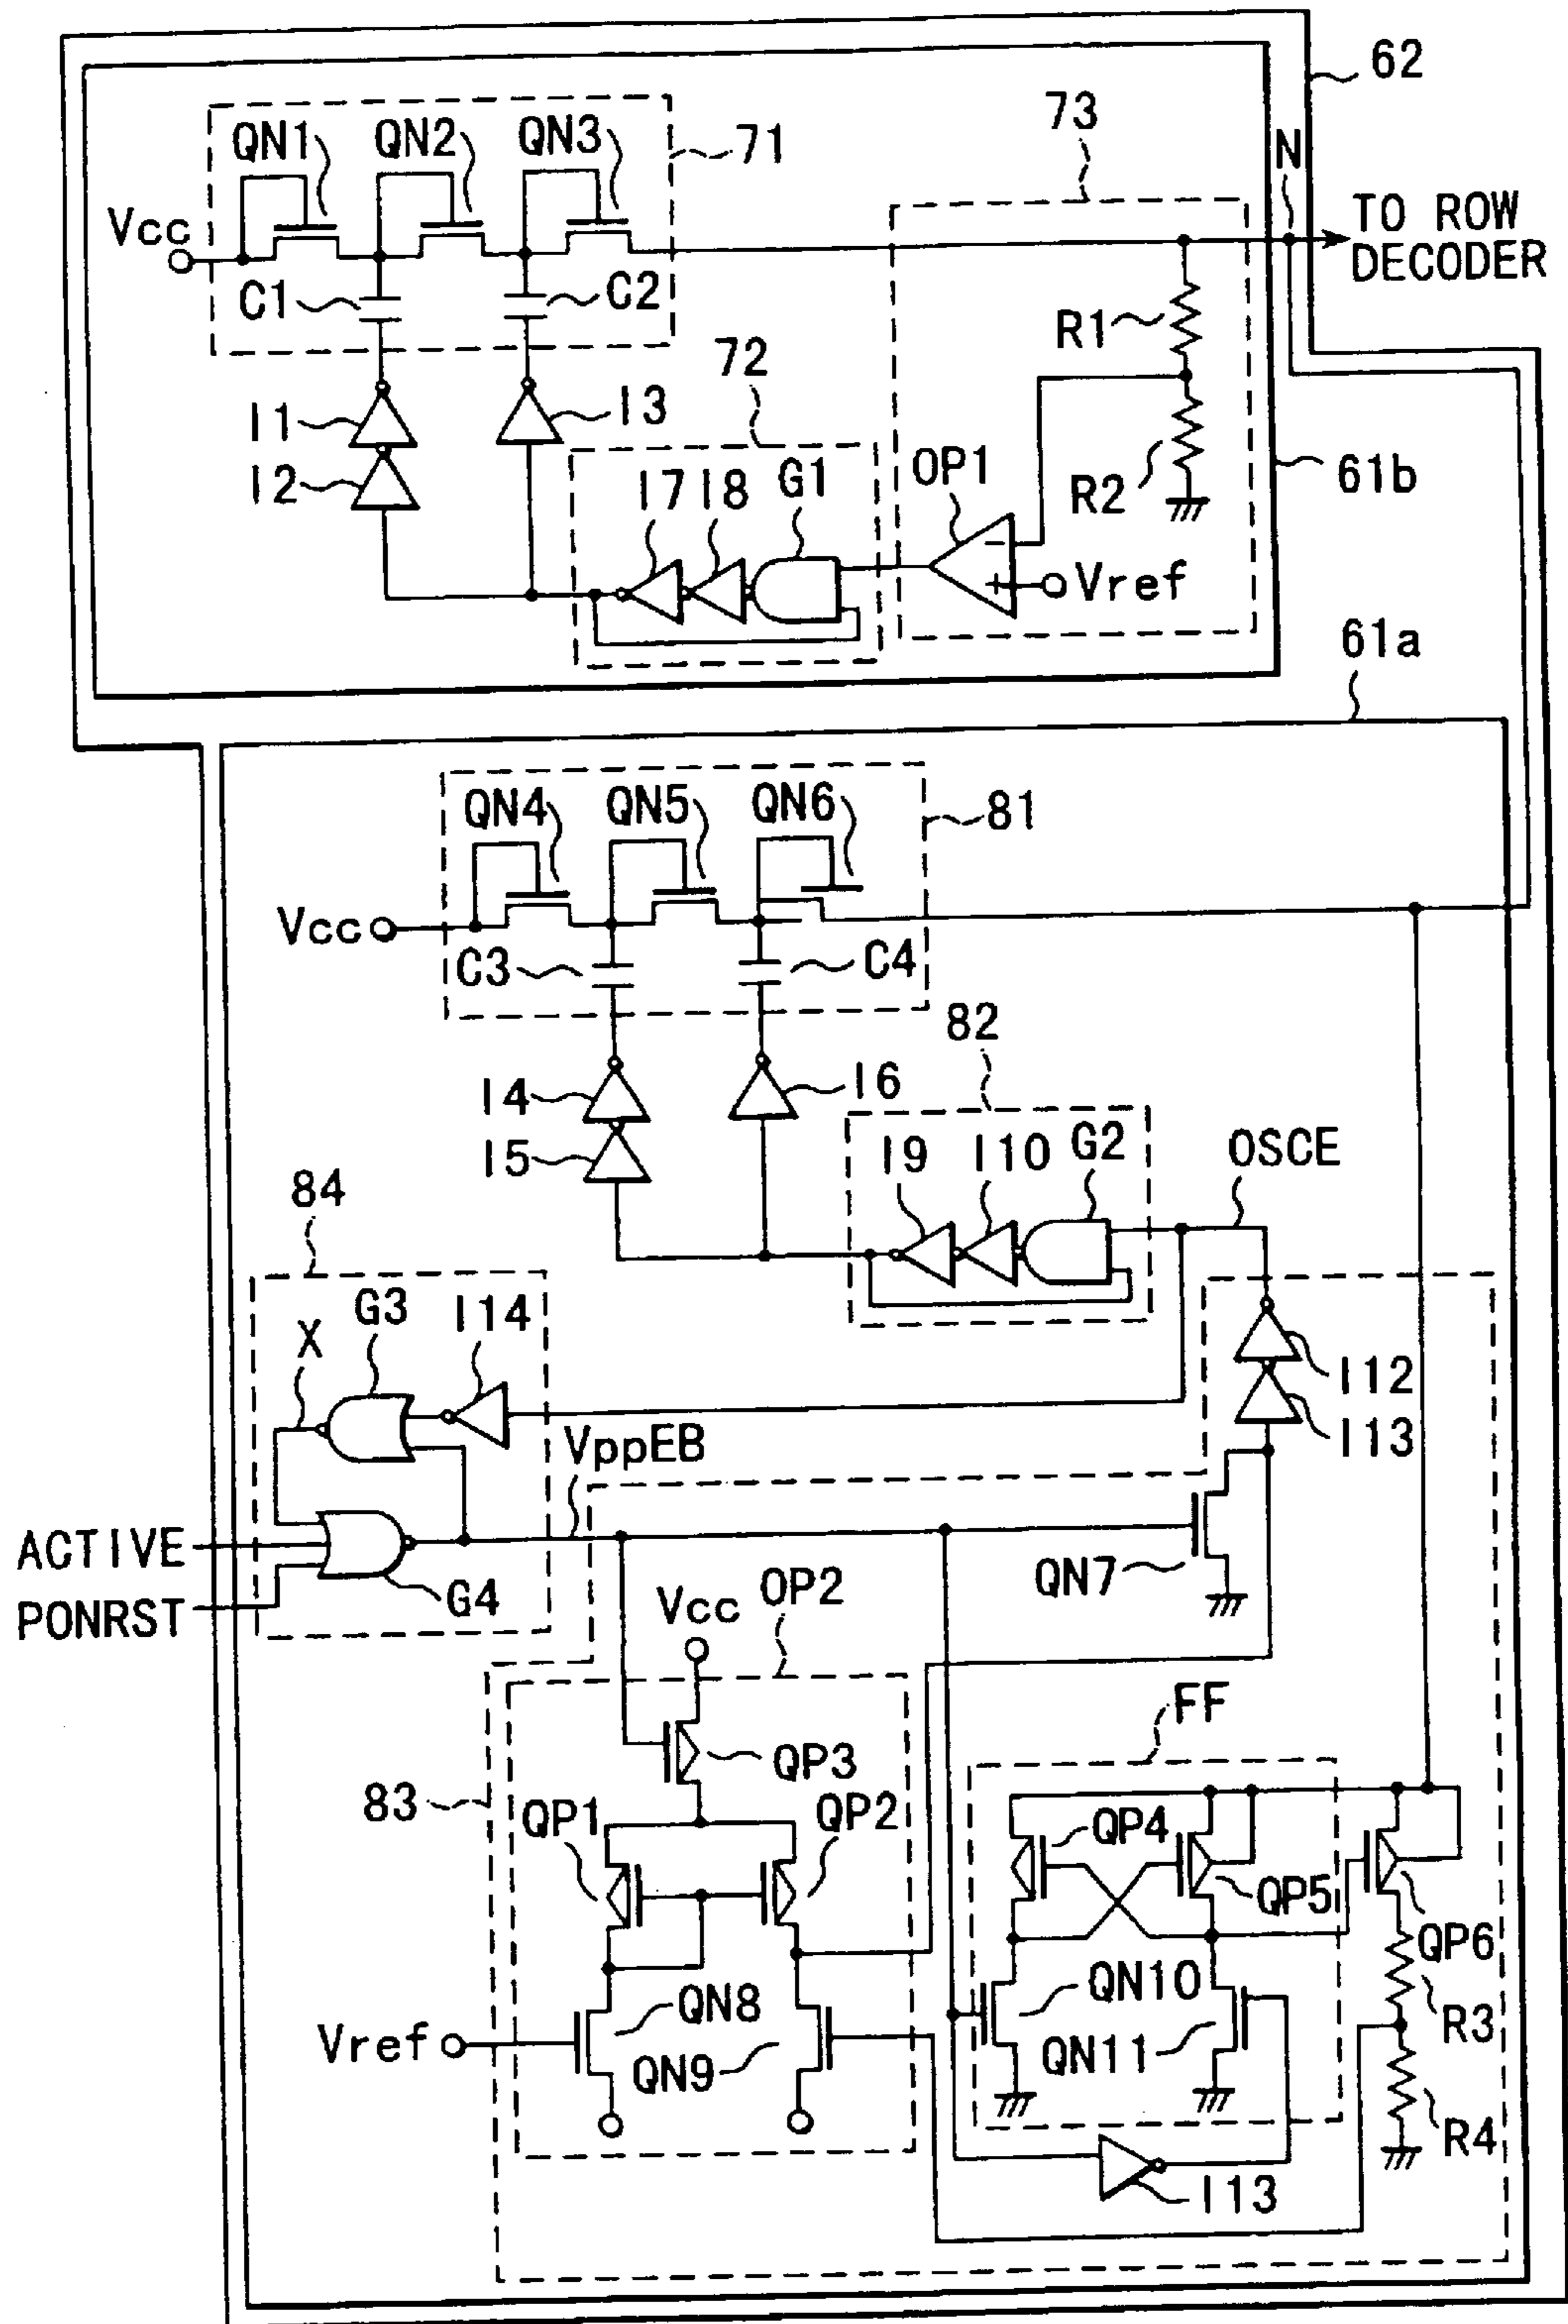 62
73
QN1
QN2
QN3
71
N
Vcc
TO ROW
DECODER
C1
C2
R1
72
I1
I3
OP1
61b
I2
I7
I8
G1
R2
−
+
Vref
61a
QN4
QN5
QN6
81
Vcc
C3
C4
82
I4
I6
I5
I9
I10
G2
OSCE
84
G3
I14
X
I12
I13
VppEB
ACTIVE
PONRST
G4
QN7
Vcc
OP2
FF
QP3
83
QP1
QP2
QP4
QP5
QP6
QN8
QN10
R3
Vref
QN9
QN11
R4
I13